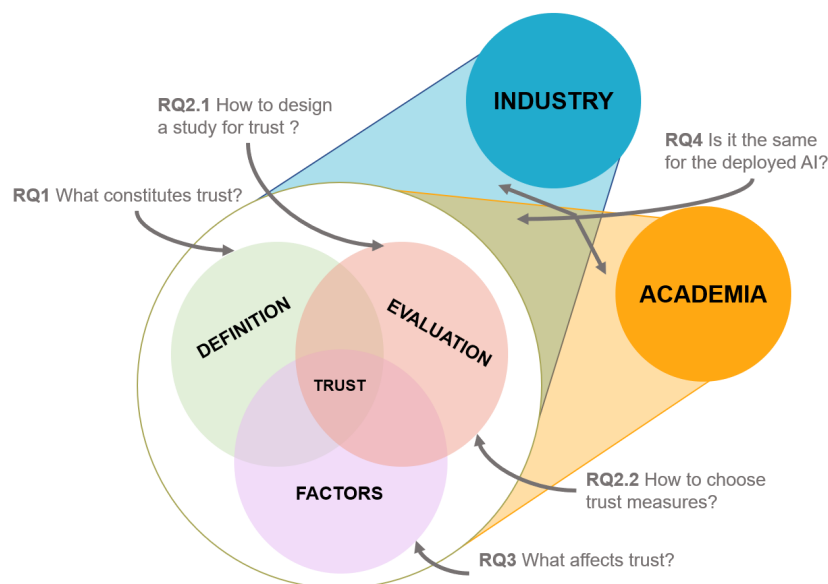 INDUSTRY
RQ2.1 How to design
a study for trust ?
RQ4 Is it the same
for the deployed AI?
RQ1 What constitutes trust?
ACADEMIA
DEFINITION
EVALUATION
TRUST
FACTORS
RQ2.2 How to choose
trust measures?
RQ3 What affects trust?